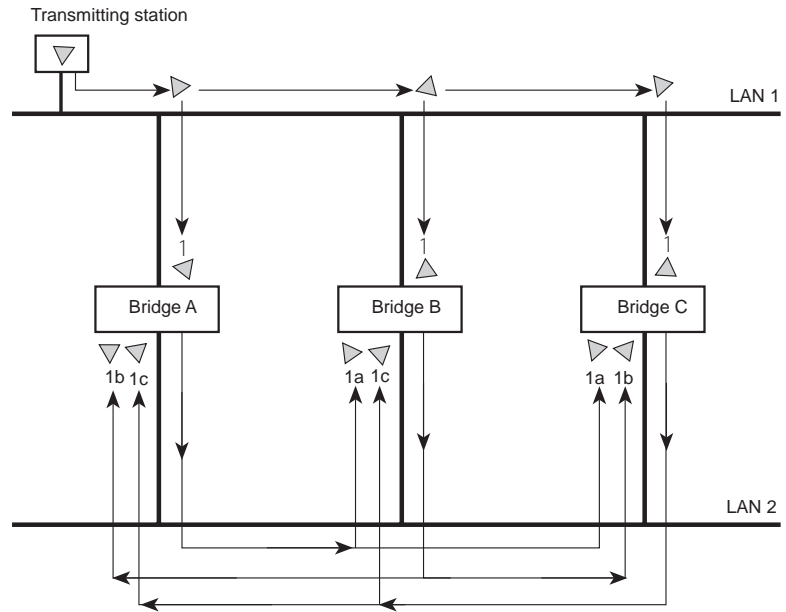 Transmitting station
LAN 1
1 1 1
Bridge A Bridge B Bridge C
1b 1c 1a 1c 1a 1b
LAN 2